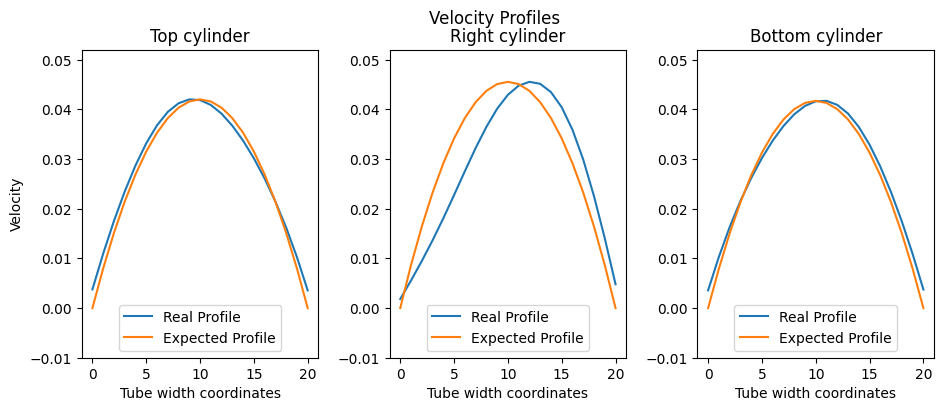 Velocity Profiles
Top cylinder
Right cylinder
Bottom cylinder
Velocity
0.05
0.04
0.03
0.02
0.01
0.00
−0.01
Real Profile
Expected Profile
0 5 10 15 20
Tube width coordinates
0.05
0.04
0.03
0.02
0.01
0.00
−0.01
Real Profile
Expected Profile
0 5 10 15 20
Tube width coordinates
0.05
0.04
0.03
0.02
0.01
0.00
−0.01
Real Profile
Expected Profile
0 5 10 15 20
Tube width coordinates